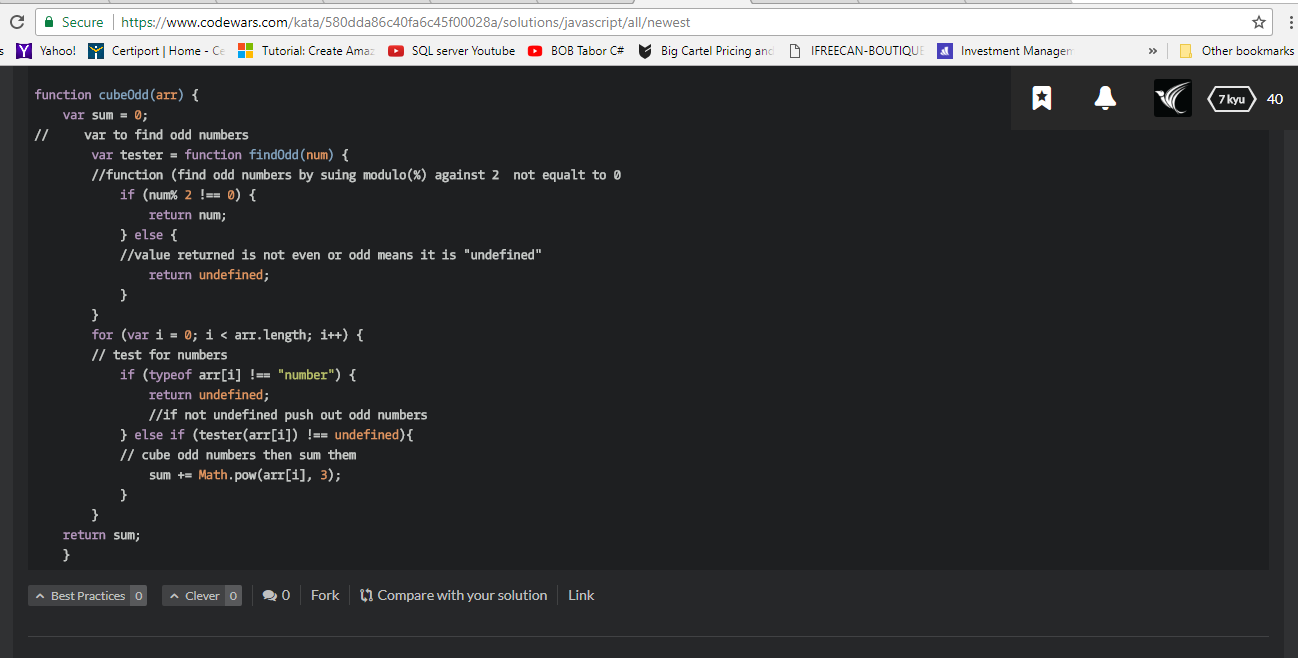 Secure https://www.codewars.com/kata/580dda86c40fa6c45f00028a/solutions/javascript/all/newest
s Yahoo! Certiport | Home - Ce Tutorial: Create Amaz SQL server Youtube BOB Tabor C# Big Cartel Pricing and IFREECAN-BOUTIQUE Investment Managem » Other bookmarks
7 kyu 40
function cubeOdd(arr) {
var sum = 0;
// var to find odd numbers
var tester = function findOdd(num) {
//function (find odd numbers by suing modulo(%) against 2 not equalt to 0
if (num% 2 !== 0) {
return num;
} else {
//value returned is not even or odd means it is "undefined"
return undefined;
}
}
for (var i = 0; i < arr.length; i++) {
// test for numbers
if (typeof arr[i] !== "number") {
return undefined;
//if not undefined push out odd numbers
} else if (tester(arr[i]) !== undefined){
// cube odd numbers then sum them
sum += Math.pow(arr[i], 3);
}
}
return sum;
}
Best Practices 0 Clever 0 0 Fork Compare with your solution Link